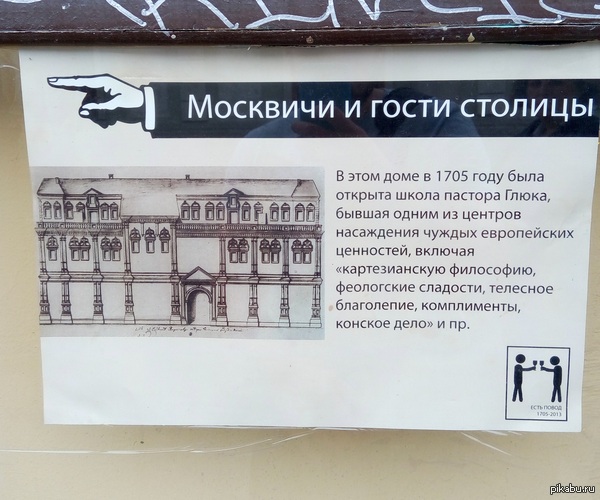 Москвичи и гости столицы
В этом доме в 1705 году была
открыта школа пастора Глюка,
бывшая одним из центров
насаждения чуждых европейских
ценностей, включая
«картезианскую философию,
феологские сладости, телесное
благолепие, комплименты,
конское дело» и пр.
ЕСТЬ ПОВОД
1705-2013
pikabu.ru